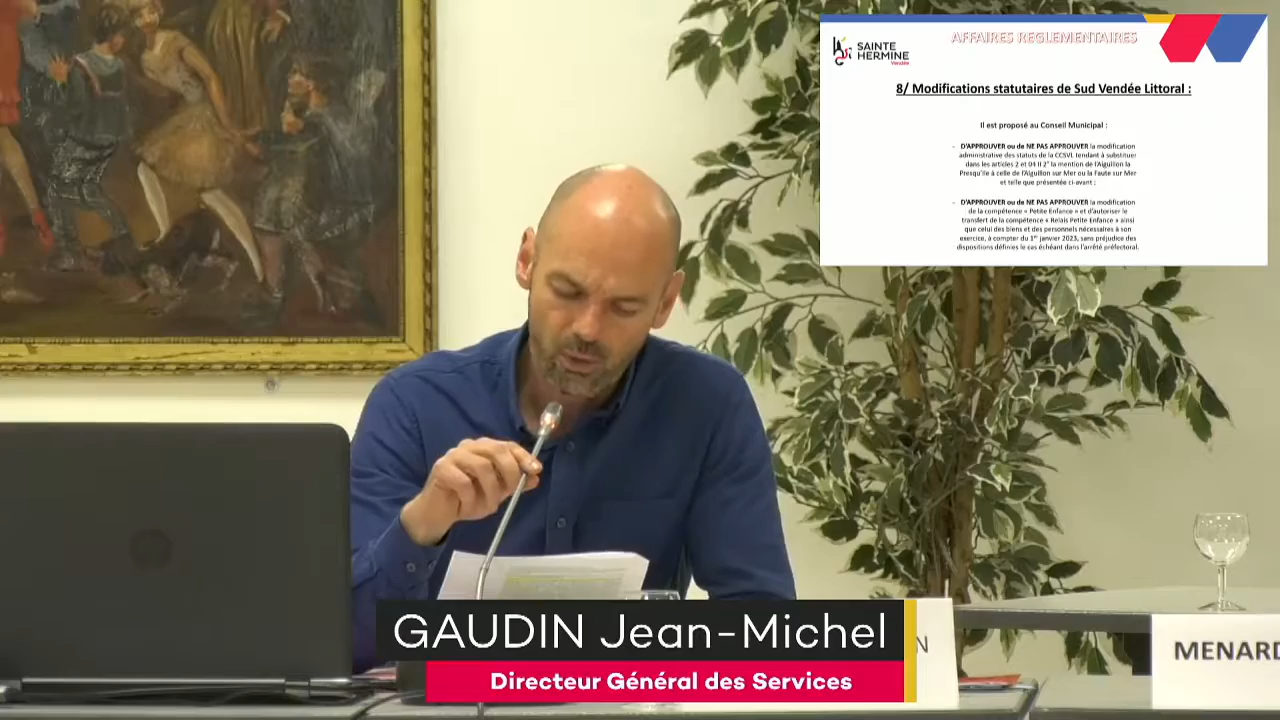 AFFAIRES REGLEMENTAIRES
SAINTE
HERMINE
Vendée
8/ Modifications statutaires de Sud Vendée Littoral :
Il est proposé au Conseil Municipal :
- D'APPROUVER ou de NE PAS APPROUVER la modification
administrative des statuts de la CCSVL tendant à substituer
dans les articles 2 et 04 II 2° la mention de l'Aiguillon la
Presqu'île à celle de l'Aiguillon sur Mer ou la Faute sur Mer
et telle que présentée ci-avant ;
- D'APPROUVER ou de NE PAS APPROUVER la modification
de la compétence « Petite Enfance » et d'autoriser le
transfert de la compétence « Relais Petite Enfance » ainsi
que celui des biens et des personnels nécessaires à son
exercice, à compter du 1er janvier 2023, sans préjudice des
dispositions définies le cas échéant dans l'arrêté préfectoral.
GAUDIN Jean-Michel
Directeur Général des Services
N
MENARD